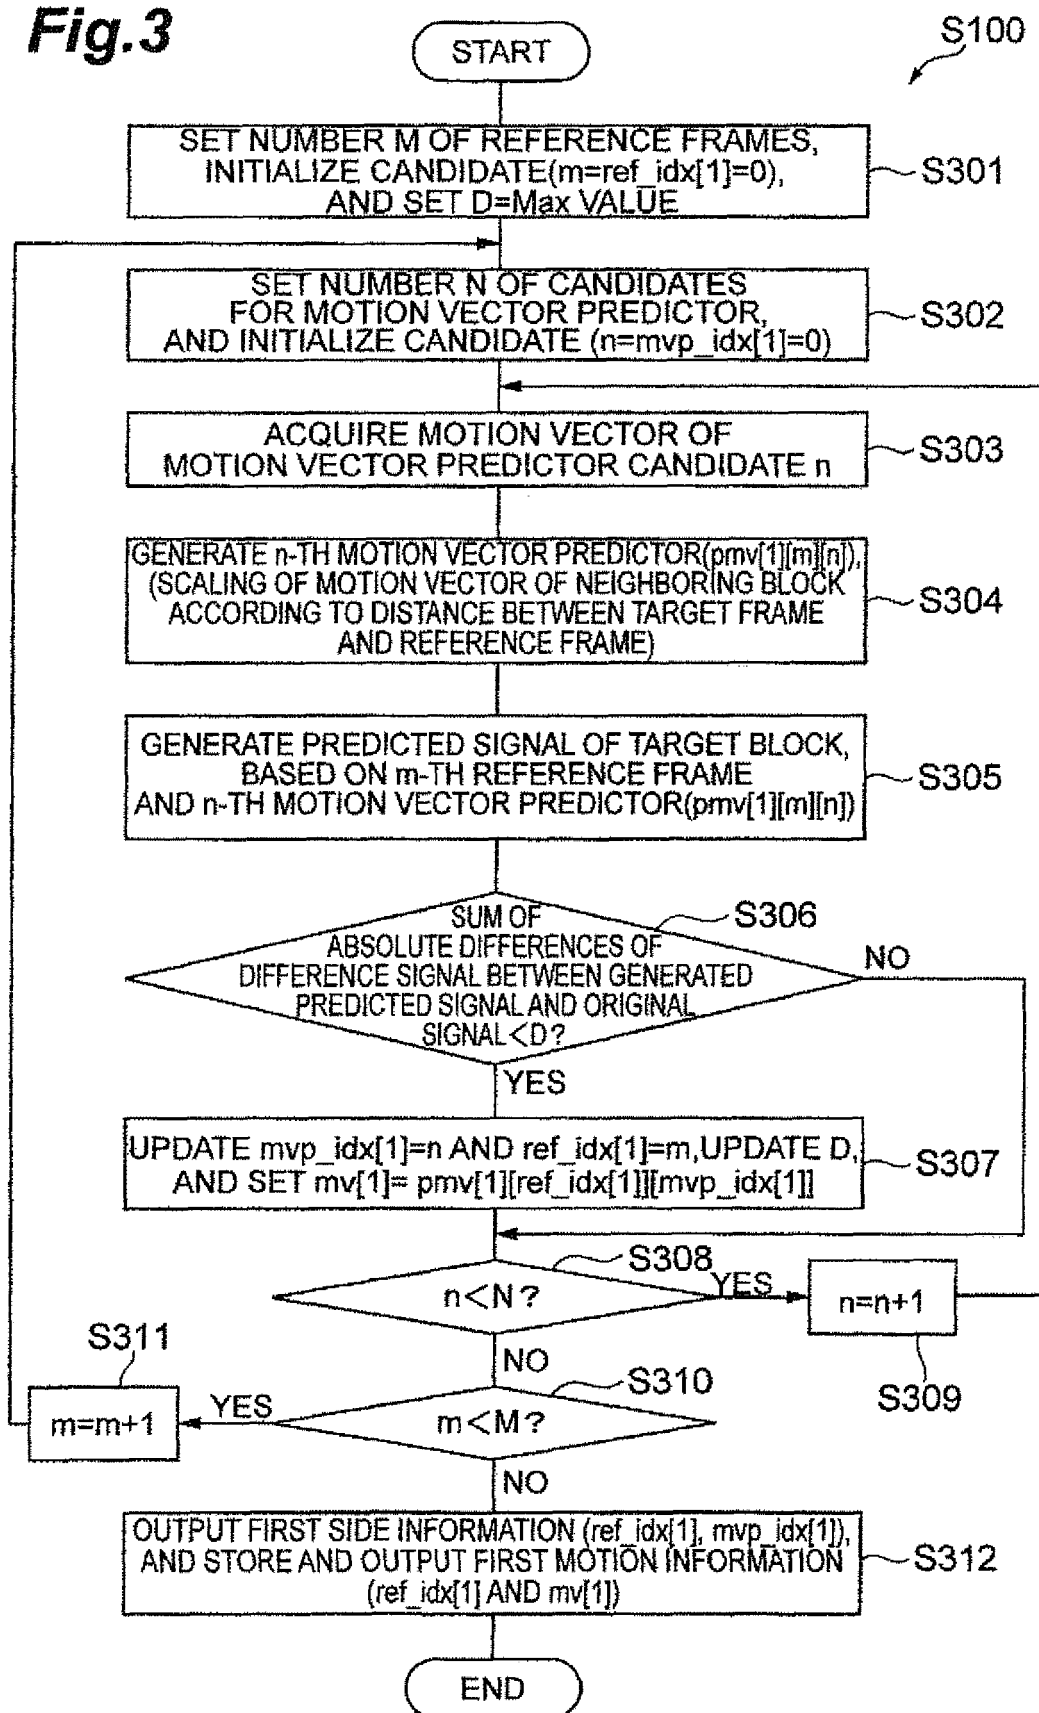 Fig.3
START
S100
SET NUMBER M OF REFERENCE FRAMES,
INITIALIZE CANDIDATE(m=ref_idx[1]=0),
AND SET D=Max VALUE
S301
SET NUMBER N OF CANDIDATES
FOR MOTION VECTOR PREDICTOR,
AND INITIALIZE CANDIDATE (n=mvp_idx[1]=0)
S302
ACQUIRE MOTION VECTOR OF
MOTION VECTOR PREDICTOR CANDIDATE n
S303
GENERATE n-TH MOTION VECTOR PREDICTOR(pmv[1][m][n]),
(SCALING OF MOTION VECTOR OF NEIGHBORING BLOCK
ACCORDING TO DISTANCE BETWEEN TARGET FRAME
AND REFERENCE FRAME)
S304
GENERATE PREDICTED SIGNAL OF TARGET BLOCK,
BASED ON m-TH REFERENCE FRAME
AND n-TH MOTION VECTOR PREDICTOR(pmv[1][m][n])
S305
SUM OF
ABSOLUTE DIFFERENCES OF
DIFFERENCE SIGNAL BETWEEN GENERATED
PREDICTED SIGNAL AND ORIGINAL
SIGNAL<D?
S306
NO
YES
UPDATE mvp_idx[1]=n AND ref_idx[1]=m,UPDATE D,
AND SET mv[1]= pmv[1][ref_idx[1]][mvp_idx[1]]
S307
n<N?
S308
YES
n=n+1
S309
NO
S311
m=m+1
YES
m<M?
S310
NO
OUTPUT FIRST SIDE INFORMATION (ref_idx[1], mvp_idx[1]),
AND STORE AND OUTPUT FIRST MOTION INFORMATION
(ref_idx[1] AND mv[1])
S312
END